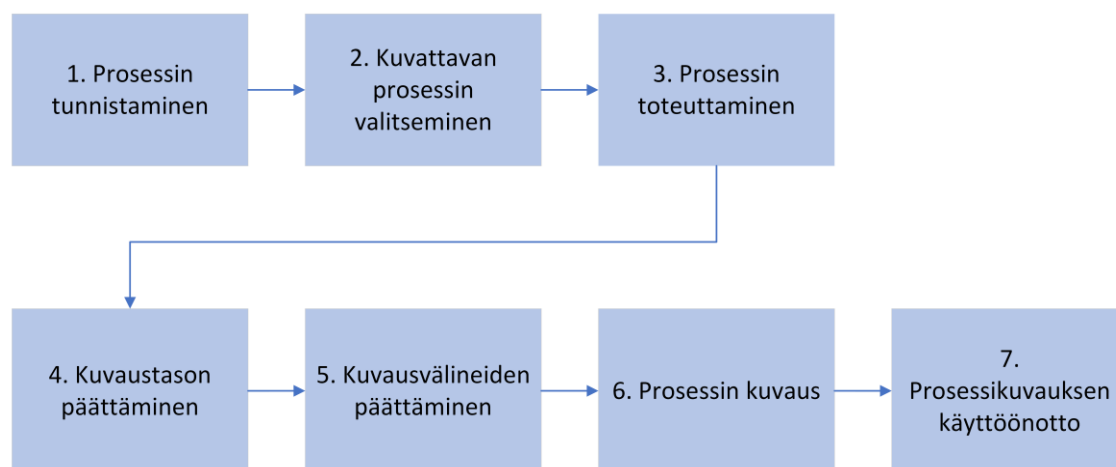 1. Prosessin
tunnistaminen
2. Kuvattavan
prosessin
valitseminen
3. Prosessin
toteuttaminen
4. Kuvaustason
päättäminen
5. Kuvausvälineiden
päättäminen
6. Prosessin kuvaus
7.
Prosessikuvauksen
käyttöönotto